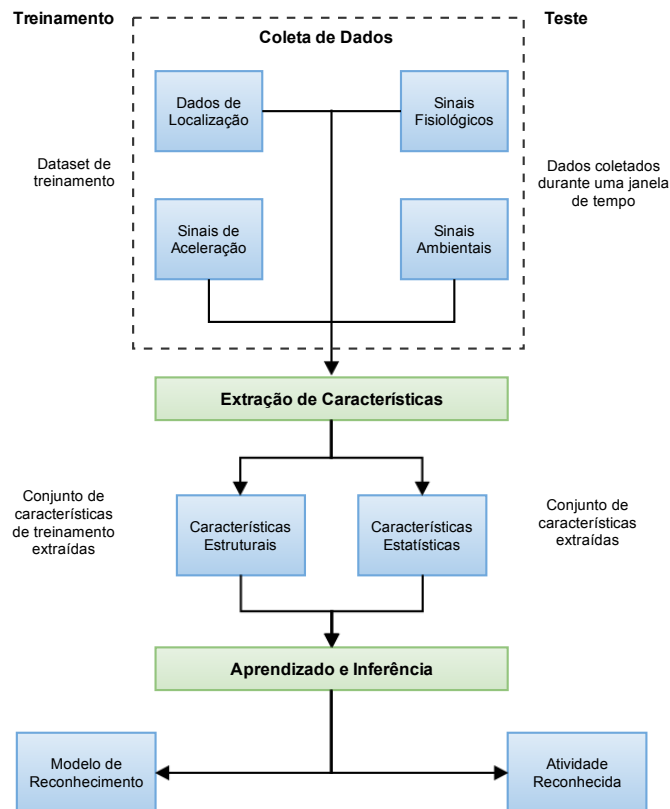 Treinamento
Teste
Coleta de Dados
Dados de
Localização
Sinais
Fisiológicos
Dataset de
treinamento
Dados coletados
durante uma janela
de tempo
Sinais de
Aceleração
Sinais
Ambientais
Extração de Características
Conjunto de
características
de treinamento
extraídas
Características
Estruturais
Características
Estatísticas
Conjunto de
características
extraídas
Aprendizado e Inferência
Modelo de
Reconhecimento
Atividade
Reconhecida